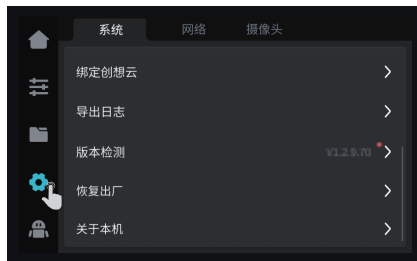 系统 网络 摄像头
绑定创想云
导出日志
版本检测 V1.2.9.70
恢复出厂
关于本机